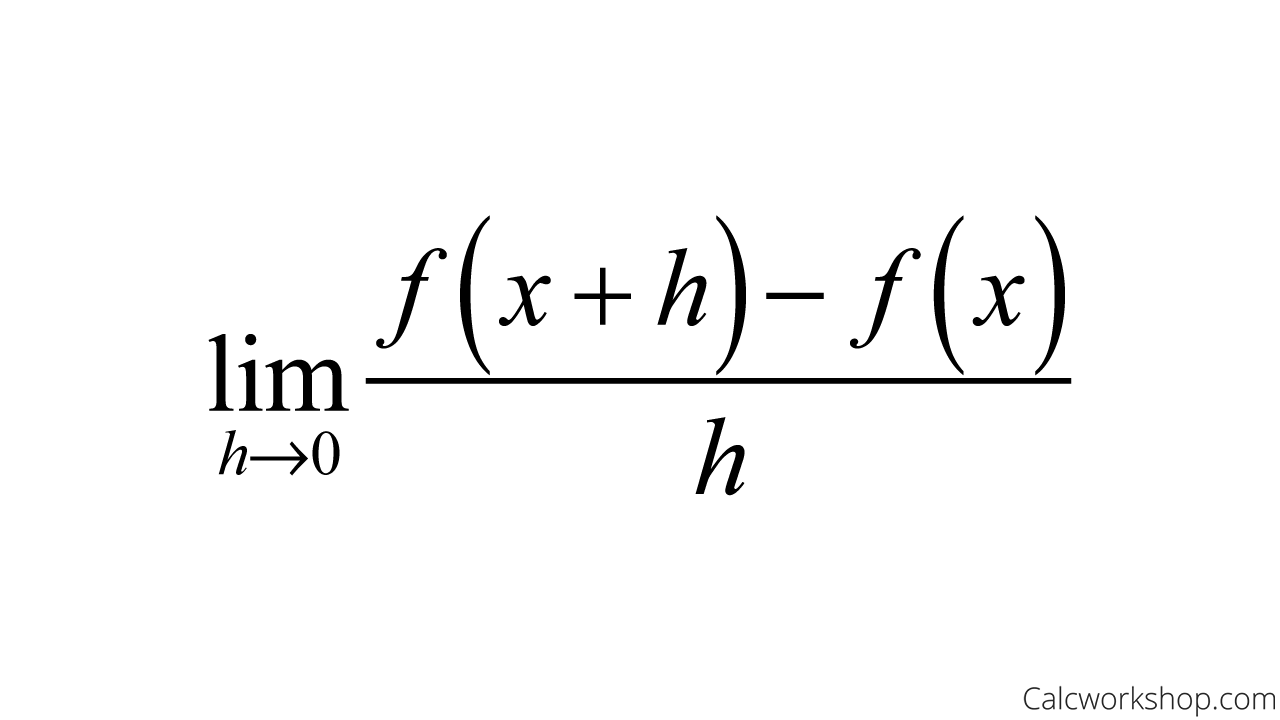 lim h→0 f(x + h) − f(x) / h
Calcworkshop.com